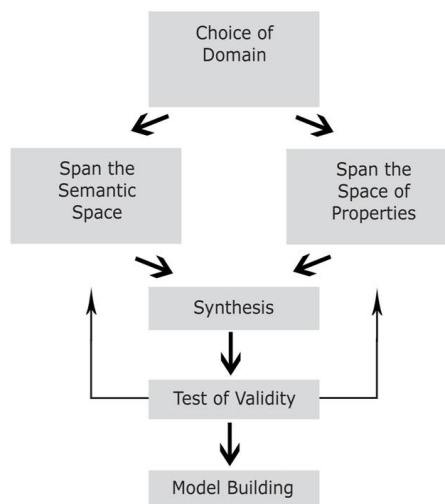 Choice of
Domain
Span the
Semantic
Space
Span the
Space of
Properties
Synthesis
Test of Validity
Model Building